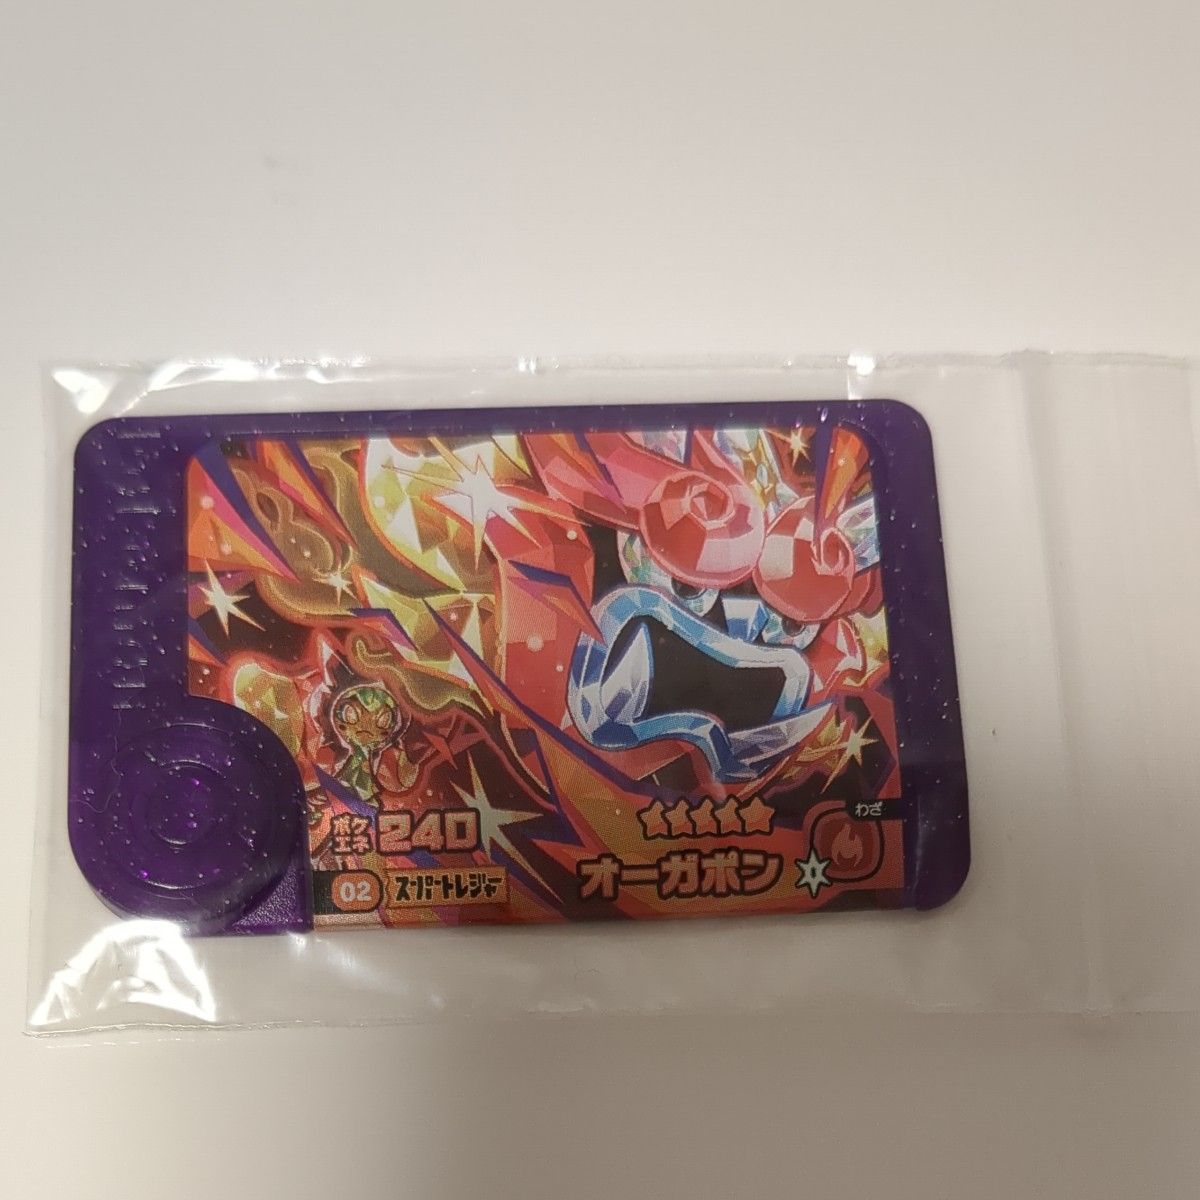 わざ
ポケエネ 240
オーガポン
02 スーパートレジャー